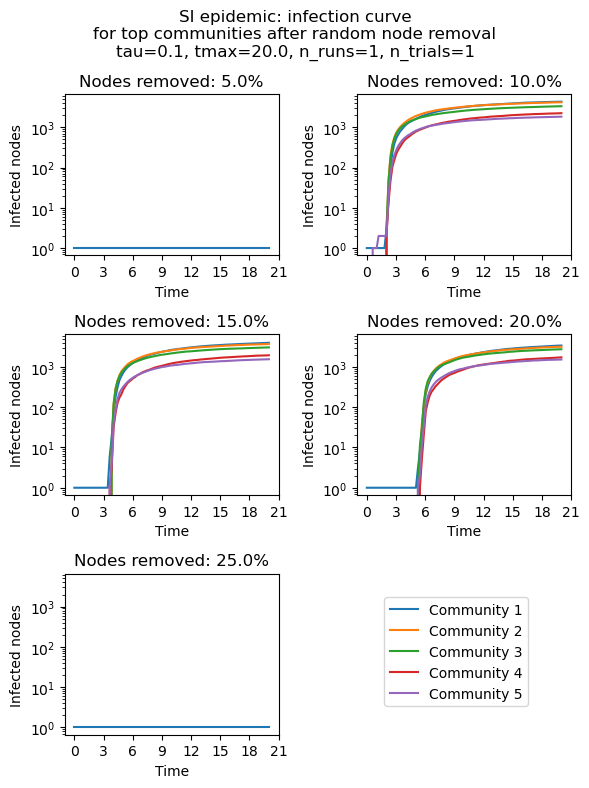 SI epidemic: infection curve
for top communities after random node removal
tau=0.1, tmax=20.0, n_runs=1, n_trials=1
Nodes removed: 5.0%
Infected nodes
10³
10²
10¹
10⁰
0 3 6 9 12 15 18 21
Time
Nodes removed: 10.0%
Infected nodes
10³
10²
10¹
10⁰
0 3 6 9 12 15 18 21
Time
Nodes removed: 15.0%
Infected nodes
10³
10²
10¹
10⁰
0 3 6 9 12 15 18 21
Time
Nodes removed: 20.0%
Infected nodes
10³
10²
10¹
10⁰
0 3 6 9 12 15 18 21
Time
Nodes removed: 25.0%
Infected nodes
10³
10²
10¹
10⁰
0 3 6 9 12 15 18 21
Time
Community 1
Community 2
Community 3
Community 4
Community 5